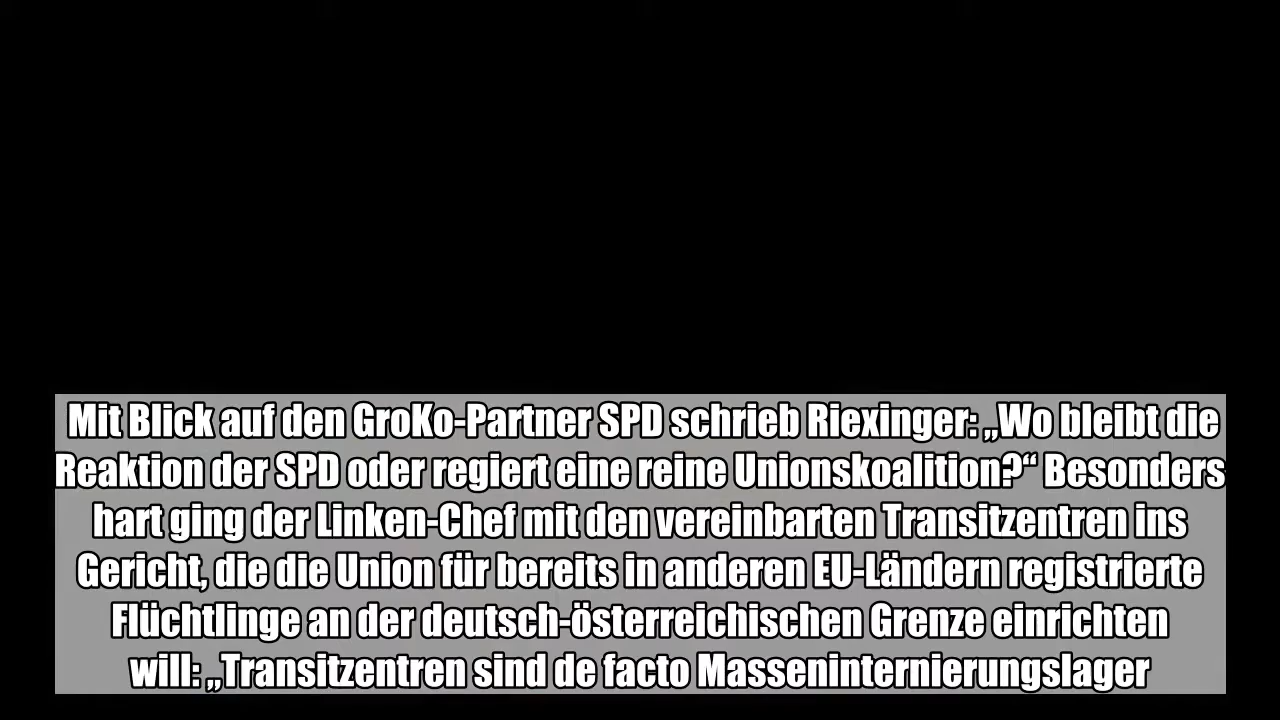 Mit Blick auf den GroKo-Partner SPD schrieb Riexinger: „Wo bleibt die
Reaktion der SPD oder regiert eine reine Unionskoalition?“ Besonders
hart ging der Linken-Chef mit den vereinbarten Transitzentren ins
Gericht, die die Union für bereits in anderen EU-Ländern registrierte
Flüchtlinge an der deutsch-österreichischen Grenze einrichten
will: „Transitzentren sind de facto Masseninternierungslager